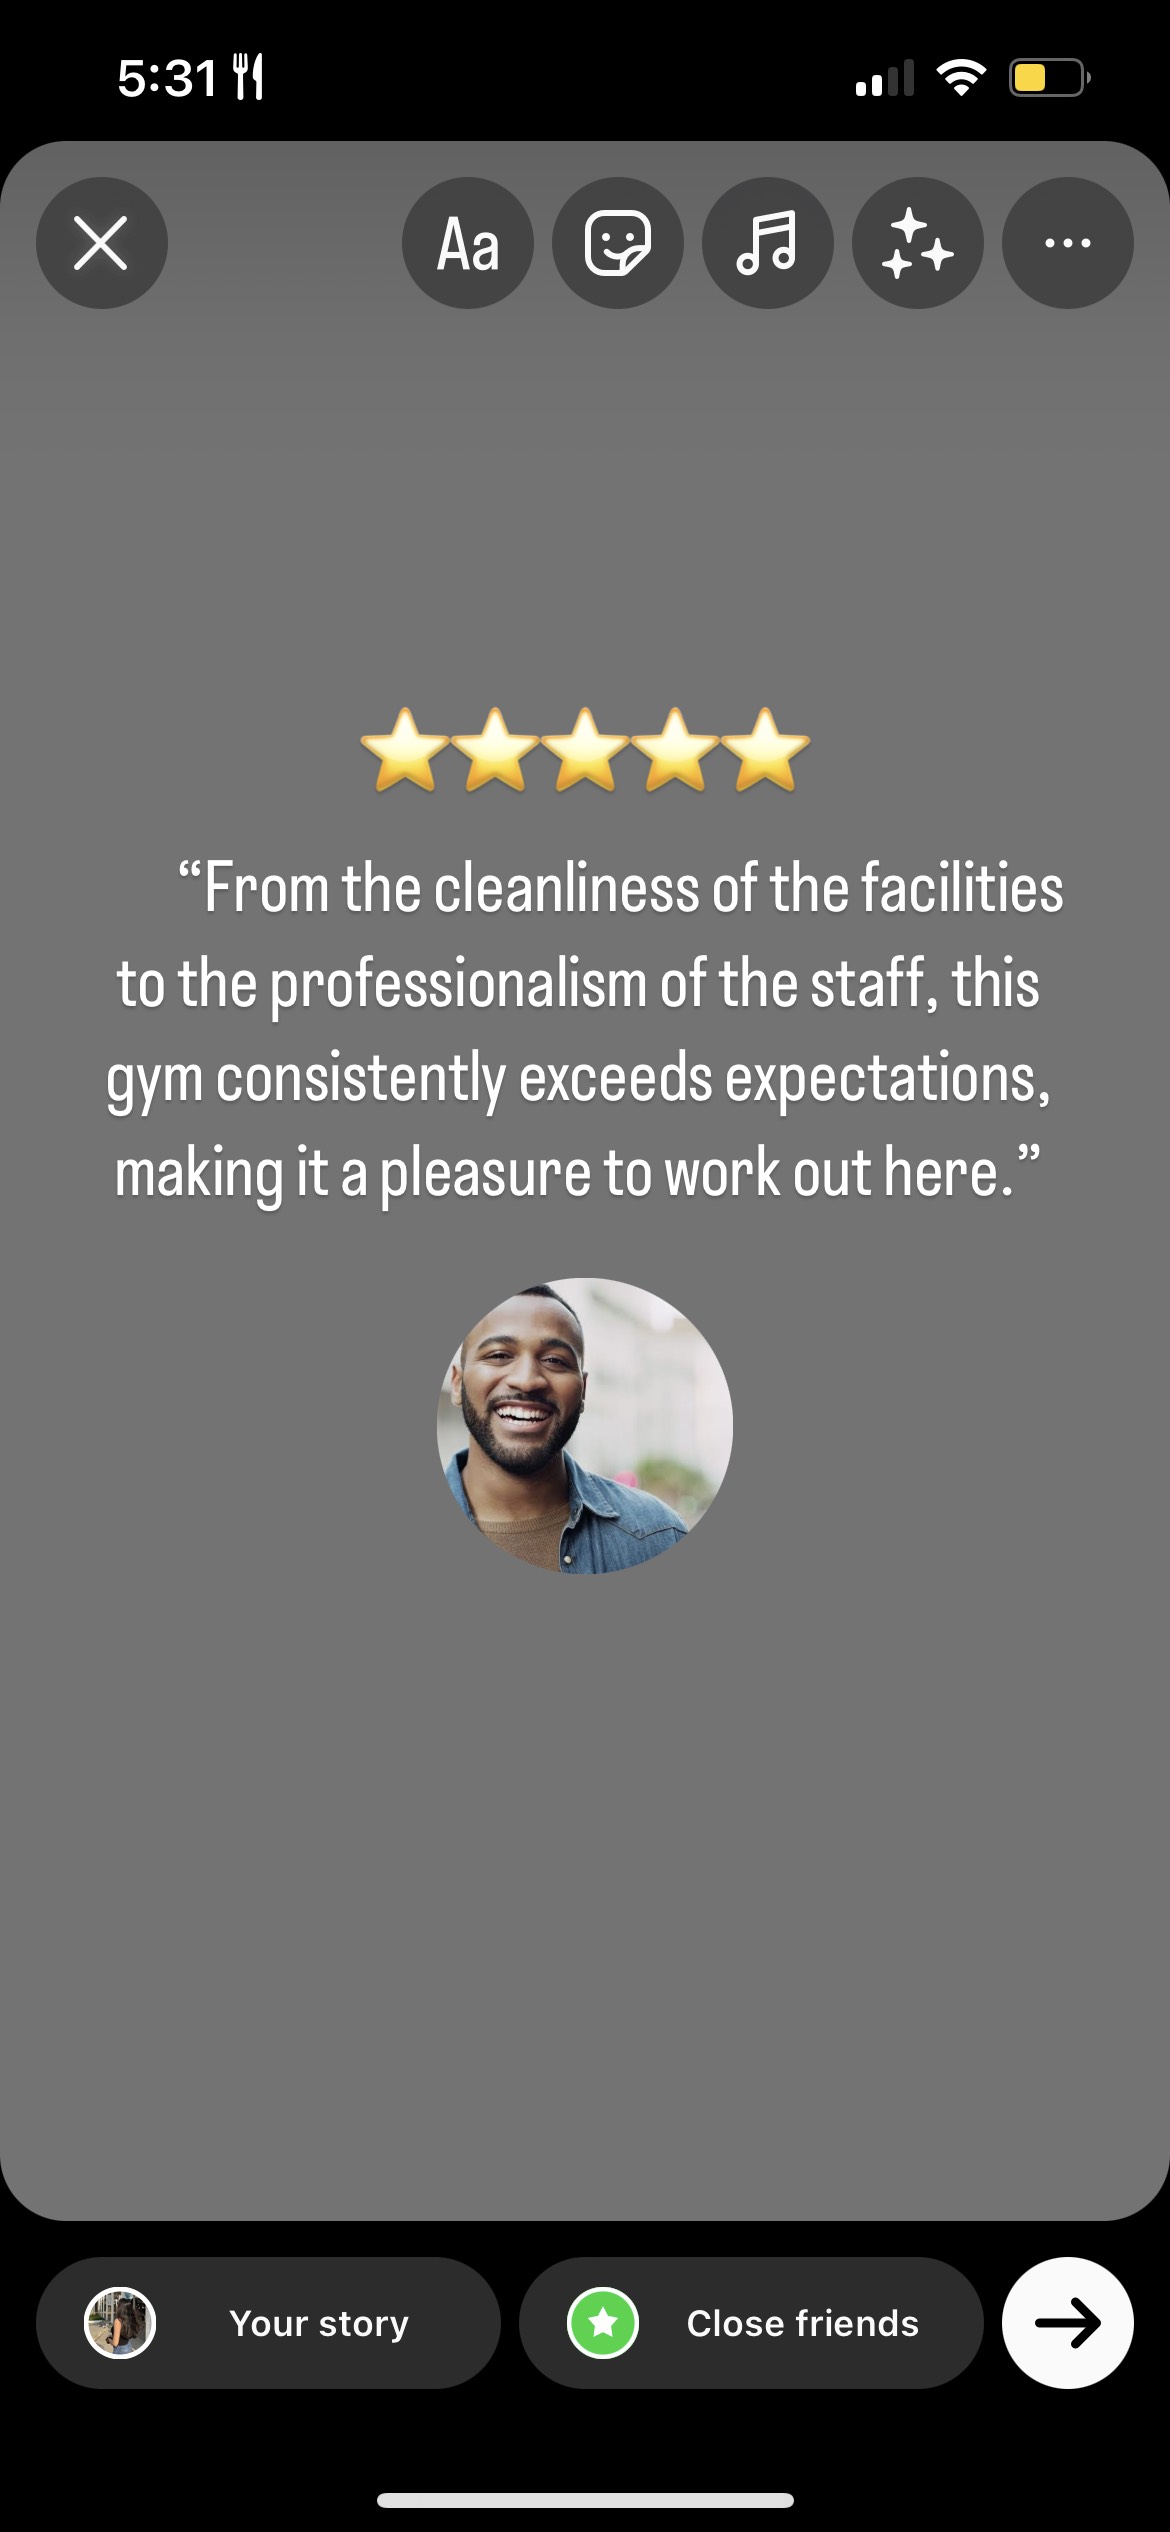 5:31
Aa
“From the cleanliness of the facilities
to the professionalism of the staff, this
gym consistently exceeds expectations,
making it a pleasure to work out here.”
Your story
Close friends